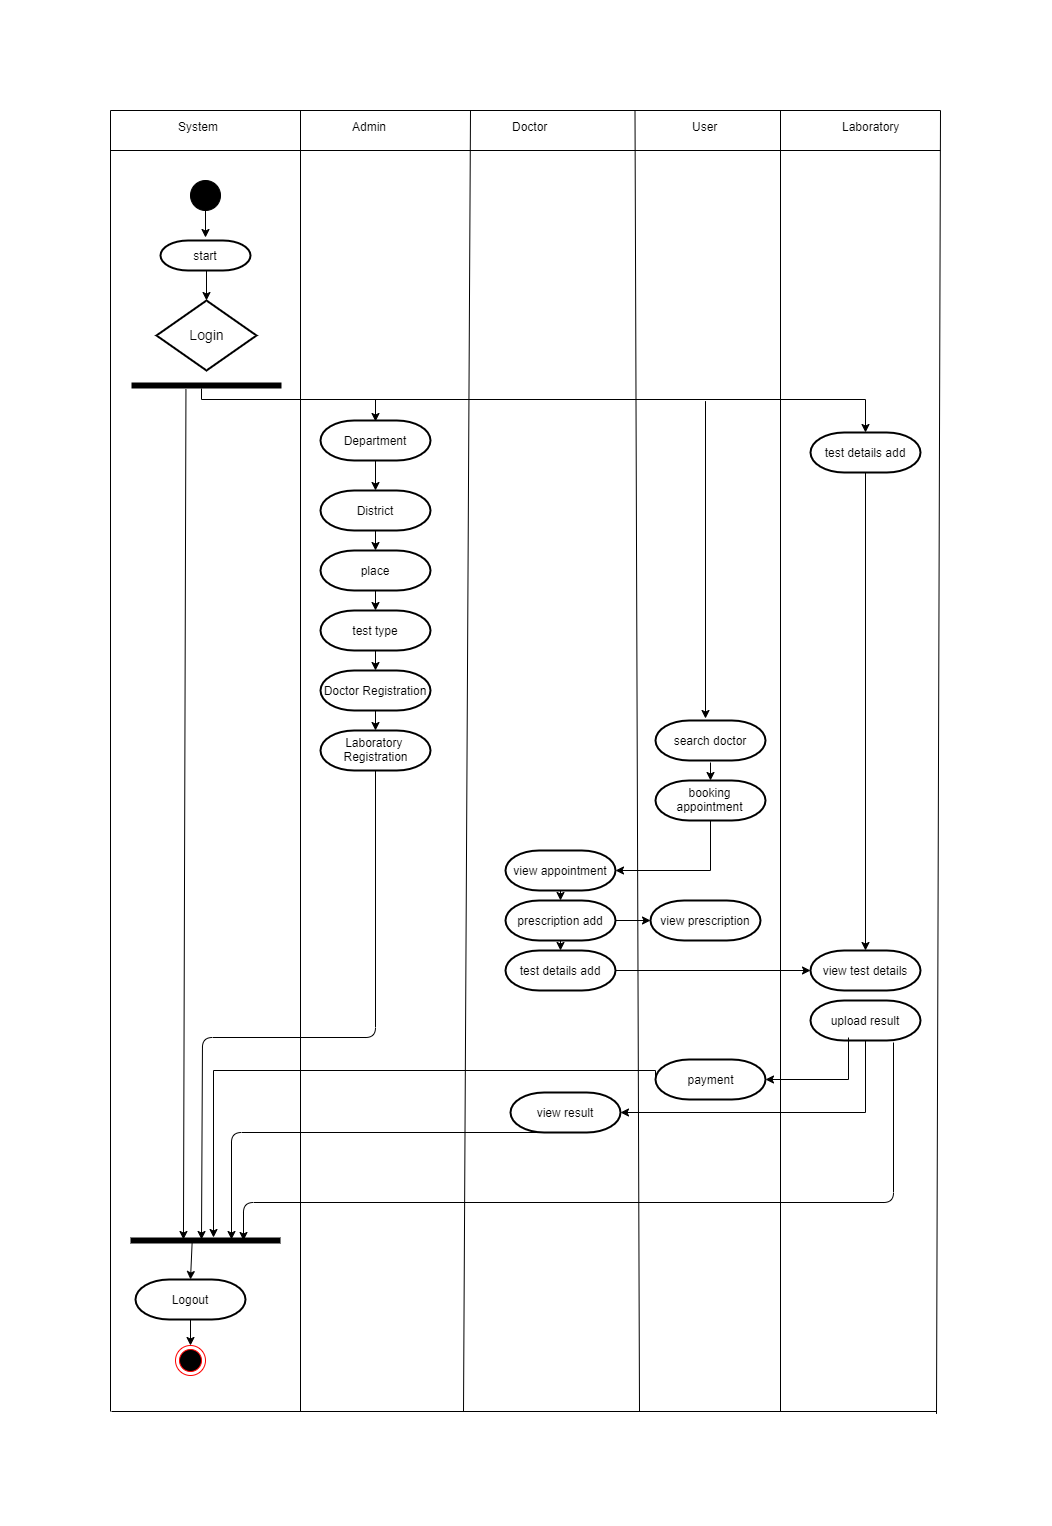 System
Admin
Doctor
User
Laboratory
start
Login
Department
test details add
District
place
test type
Doctor Registration
Laboratory
Registration
search doctor
booking
appointment
view appointment
prescription add
view prescription
test details add
view test details
upload result
payment
view result
Logout